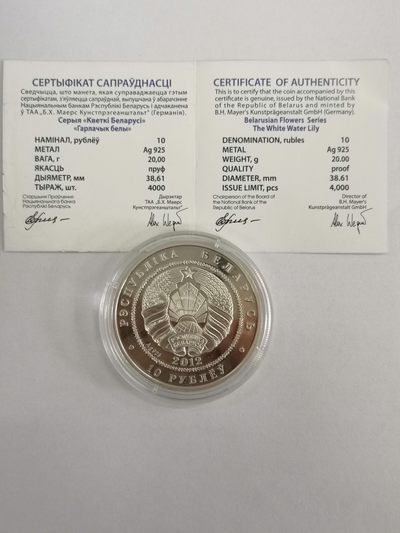 СЕРТЫФІКАТ САПРАЎДНАСЦІ
Сведчыцца, што манета, якая суправаджаецца гэтым
сертыфікатам, з'яўляецца сапраўднай, выпушчана ў абарачэнне
Нацыянальным банкам Рэспублікі Беларусь і адчаканена
ў ТАА „Б.Х. Маерс Кунстпрэгеаншталт" (Германія).
Серыя «Кветкі Беларусі»
«Гарлачык белы»
НАМІНАЛ, рублёў 10
МЕТАЛ Ag 925
ВАГА, г 20,00
ЯКАСЦЬ пруф
ДЫЯМЕТР, мм 38,61
ТЫРАЖ, шт. 4000
Старшыня Праўлення
Нацыянальнага банка
Рэспублікі Беларусь
Дырэктар
ТАА „Б.Х. Маерс
Кунстпрэгеаншталт"
CERTIFICATE OF AUTHENTICITY
This is to certify that the coin accompanied by this
certificate is genuine, issued by the National Bank
of the Republic of Belarus and minted by
B.H. Mayer's Kunstprägeanstalt GmbH (Germany).
Belarusian Flowers Series
The White Water Lily
DENOMINATION, rubles 10
METAL Ag 925
WEIGHT, g 20.00
QUALITY proof
DIAMETER, mm 38.61
ISSUE LIMIT, pcs 4,000
Chairperson of the Board of
the National Bank of the
Republic of Belarus
Director of
B.H. Mayer's
Kunstprägeanstalt GmbH
РЭСПУБЛІКА БЕЛАРУСЬ
Ag 925
2012
10 РУБЛЁЎ